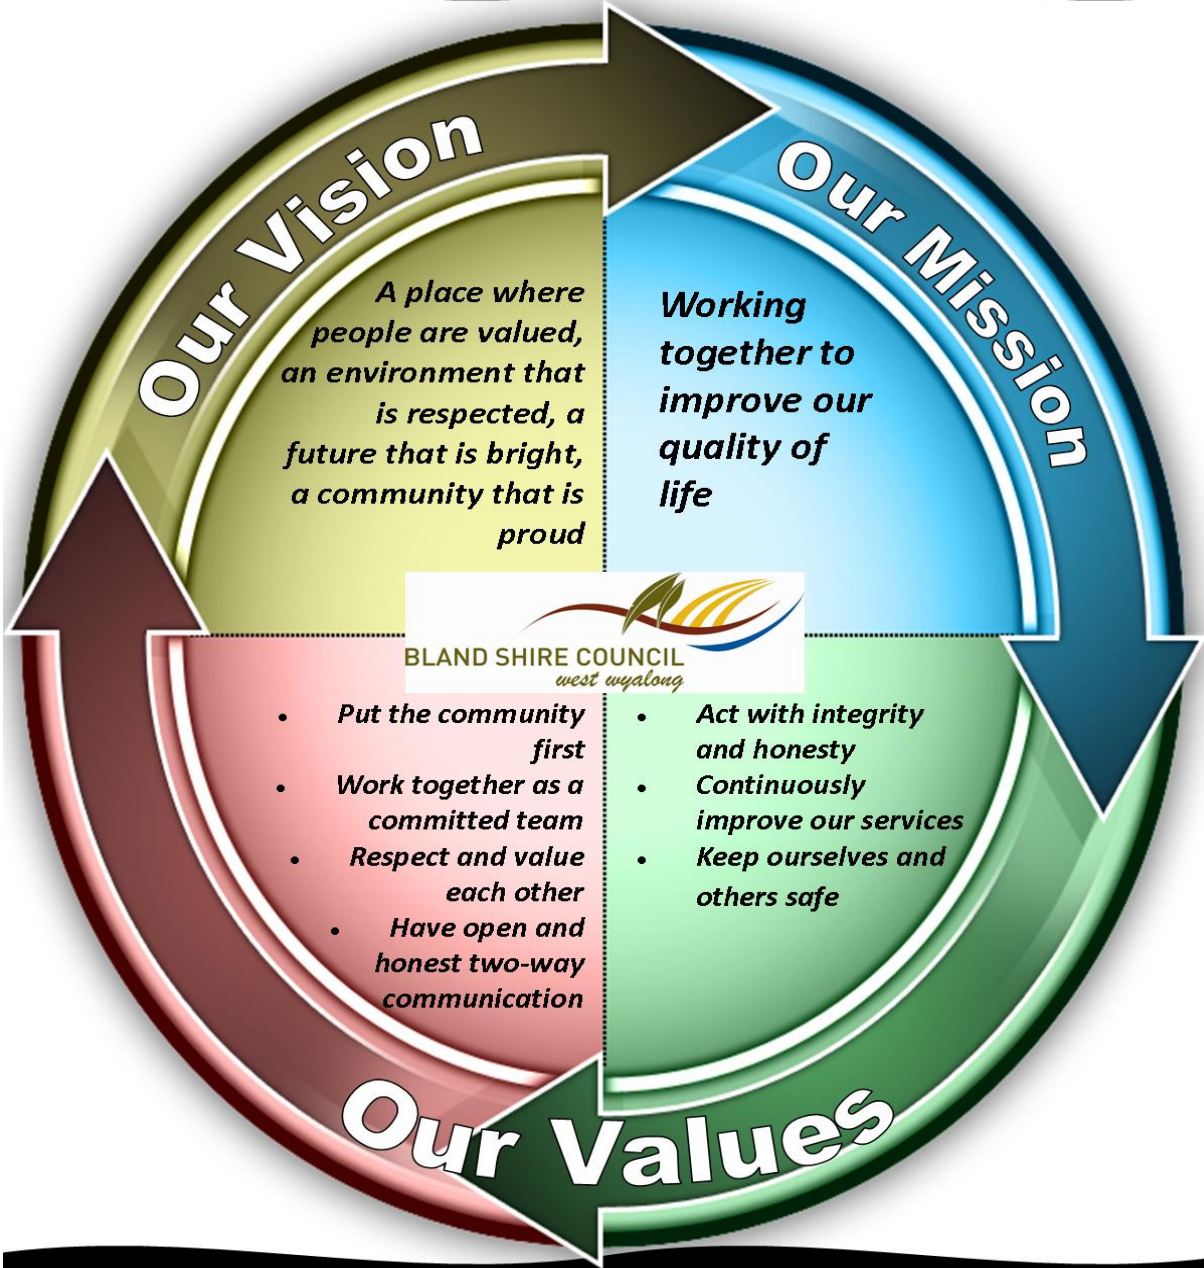 Our Vision
A place where
people are valued,
an environment that
is respected, a
future that is bright,
a community that is
proud
Our Mission
Working
together to
improve our
quality of
life
BLAND SHIRE COUNCIL
west wyalong
• Put the community
first
• Work together as a
committed team
• Respect and value
each other
• Have open and
honest two-way
communication
• Act with integrity
and honesty
• Continuously
improve our services
• Keep ourselves and
others safe
Our Values